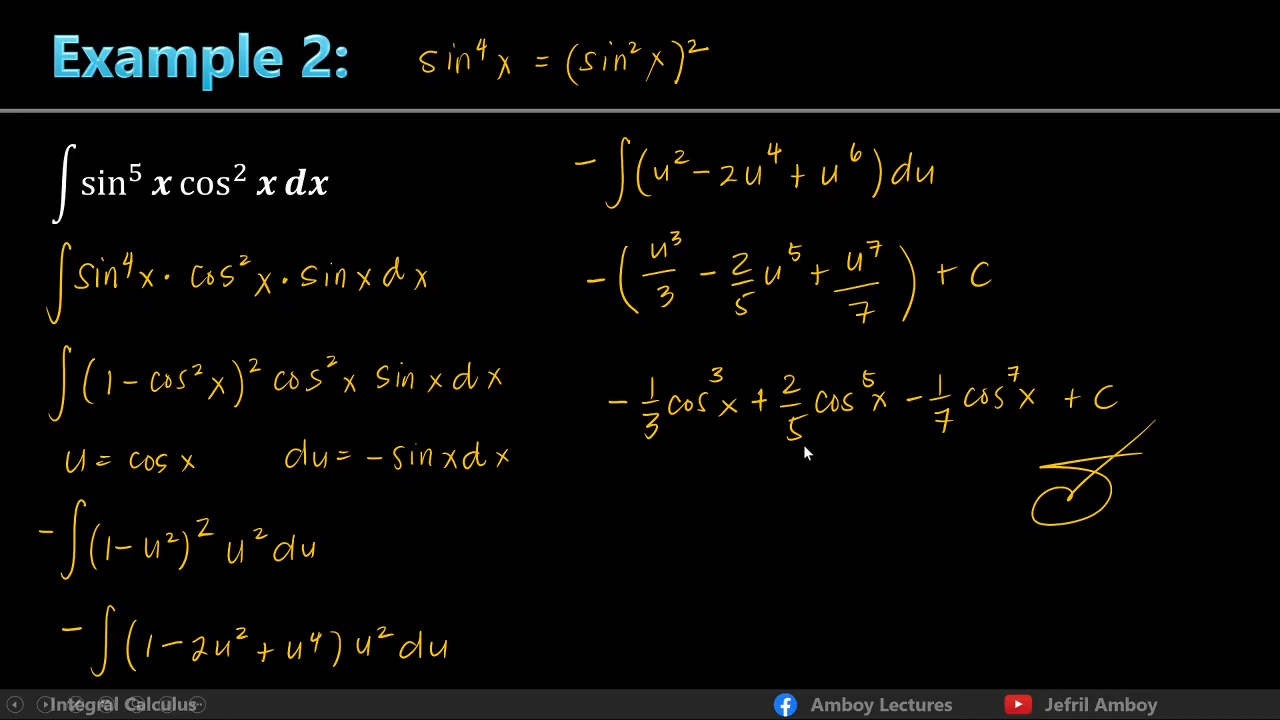 Example 2:
sin⁴x = (sin²x)²
∫ sin⁵ x cos² x dx
∫ sin⁴x · cos²x · sin x dx
∫ (1 - cos²x)² cos²x sin x dx
u = cos x    du = - sin x dx
- ∫ (1 - u²)² u² du
- ∫ (1 - 2u² + u⁴) u² du
- ∫ (u² - 2u⁴ + u⁶) du
- (u³/3 - 2/5 u⁵ + u⁷/7) + C
- 1/3 cos³x + 2/5 cos⁵x - 1/7 cos⁷x + C
Integral Calculus
Amboy Lectures
Jefril Amboy